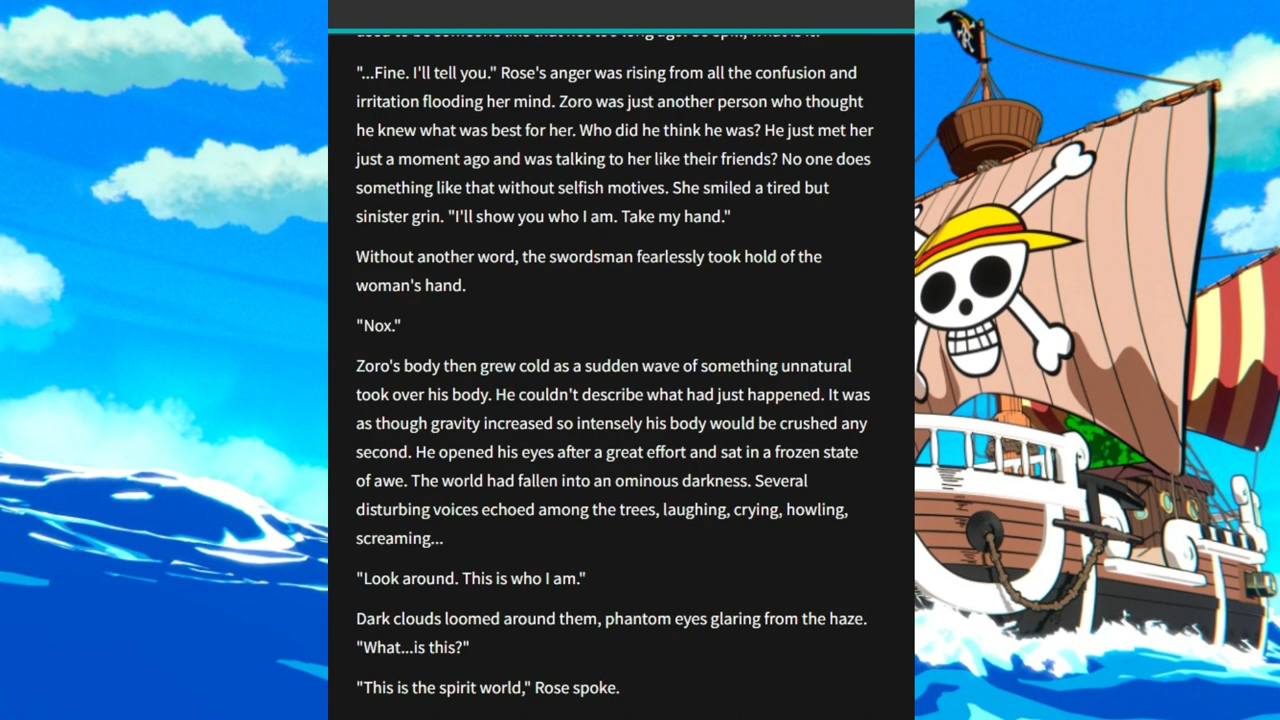 "...Fine. I'll tell you." Rose's anger was rising from all the confusion and
irritation flooding her mind. Zoro was just another person who thought
he knew what was best for her. Who did he think he was? He just met her
just a moment ago and was talking to her like their friends? No one does
something like that without selfish motives. She smiled a tired but
sinister grin. "I'll show you who I am. Take my hand."
Without another word, the swordsman fearlessly took hold of the
woman's hand.
"Nox."
Zoro's body then grew cold as a sudden wave of something unnatural
took over his body. He couldn't describe what had just happened. It was
as though gravity increased so intensely his body would be crushed any
second. He opened his eyes after a great effort and sat in a frozen state
of awe. The world had fallen into an ominous darkness. Several
disturbing voices echoed among the trees, laughing, crying, howling,
screaming...
"Look around. This is who I am."
Dark clouds loomed around them, phantom eyes glaring from the haze.
"What...is this?"
"This is the spirit world," Rose spoke.